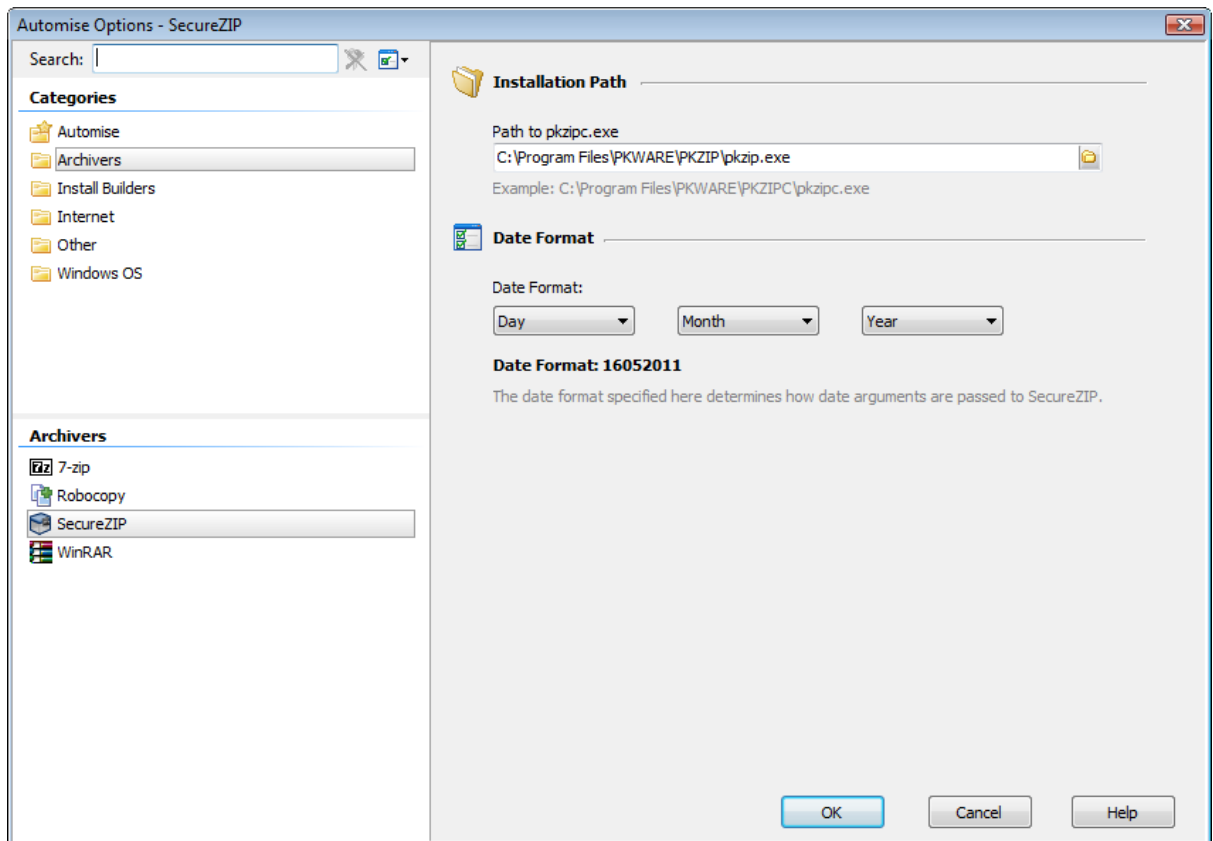 Automise Options - SecureZIP
Search:
Categories
Automise
Archivers
Install Builders
Internet
Other
Windows OS
Archivers
7z 7-zip
Robocopy
SecureZIP
WinRAR
Installation Path
Path to pkzipc.exe
C:\Program Files\PKWARE\PKZIP\pkzip.exe
Example: C:\Program Files\PKWARE\PKZIPC\pkzipc.exe
Date Format
Date Format:
Day Month Year
Date Format: 16052011
The date format specified here determines how date arguments are passed to SecureZIP.
OK Cancel Help